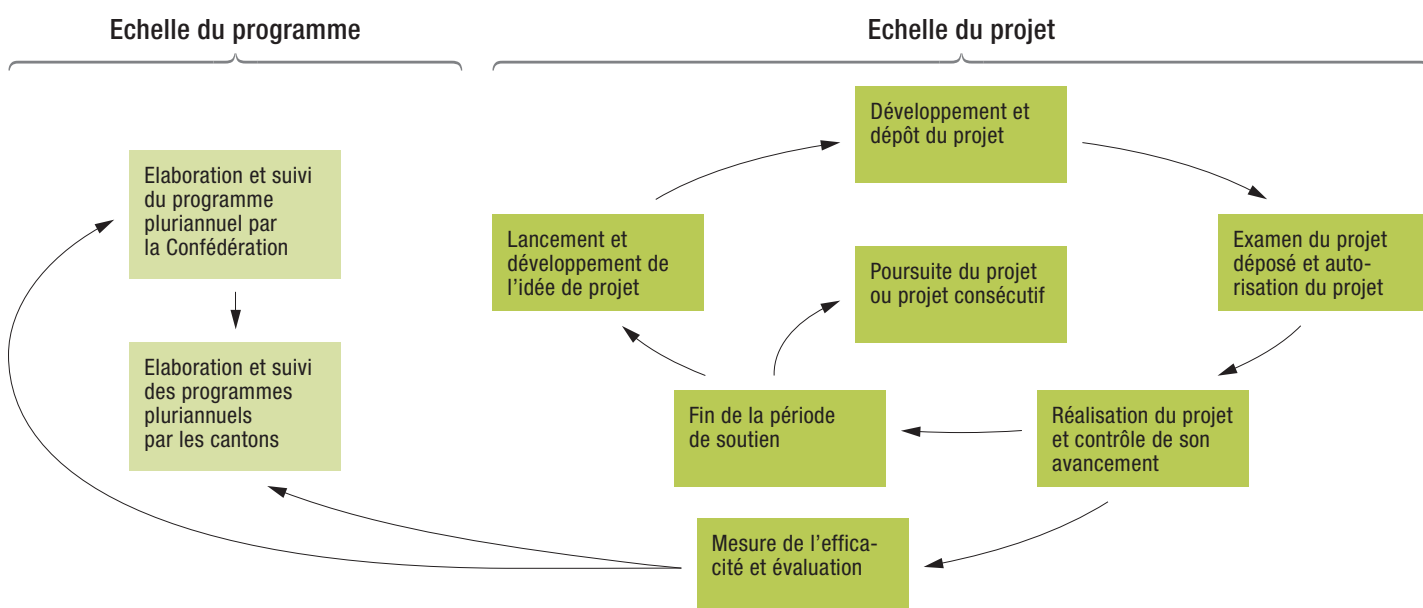 Echelle du programme
Echelle du projet
Elaboration et suivi
du programme
pluriannuel par
la Confédération
Elaboration et suivi
des programmes
pluriannuels
par les cantons
Développement et
dépôt du projet
Lancement et
développement de
l'idée de projet
Poursuite du projet
ou projet consécutif
Examen du projet
déposé et auto-
risation du projet
Fin de la période
de soutien
Réalisation du projet
et contrôle de son
avancement
Mesure de l'effica-
cité et évaluation